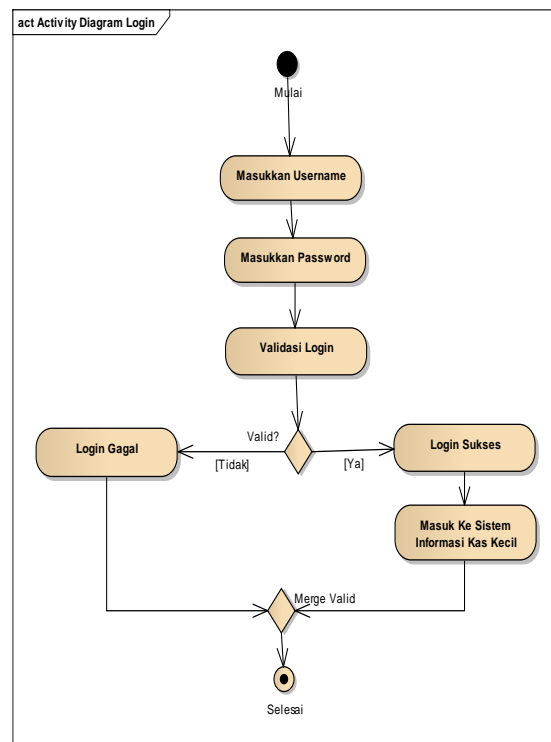 act Activity Diagram Login
Mulai
Masukkan Username
Masukkan Password
Validasi Login
Valid?
Login Gagal
[Tidak]
[Ya]
Login Sukses
Masuk Ke Sistem
Informasi Kas Kecil
Merge Valid
Selesai